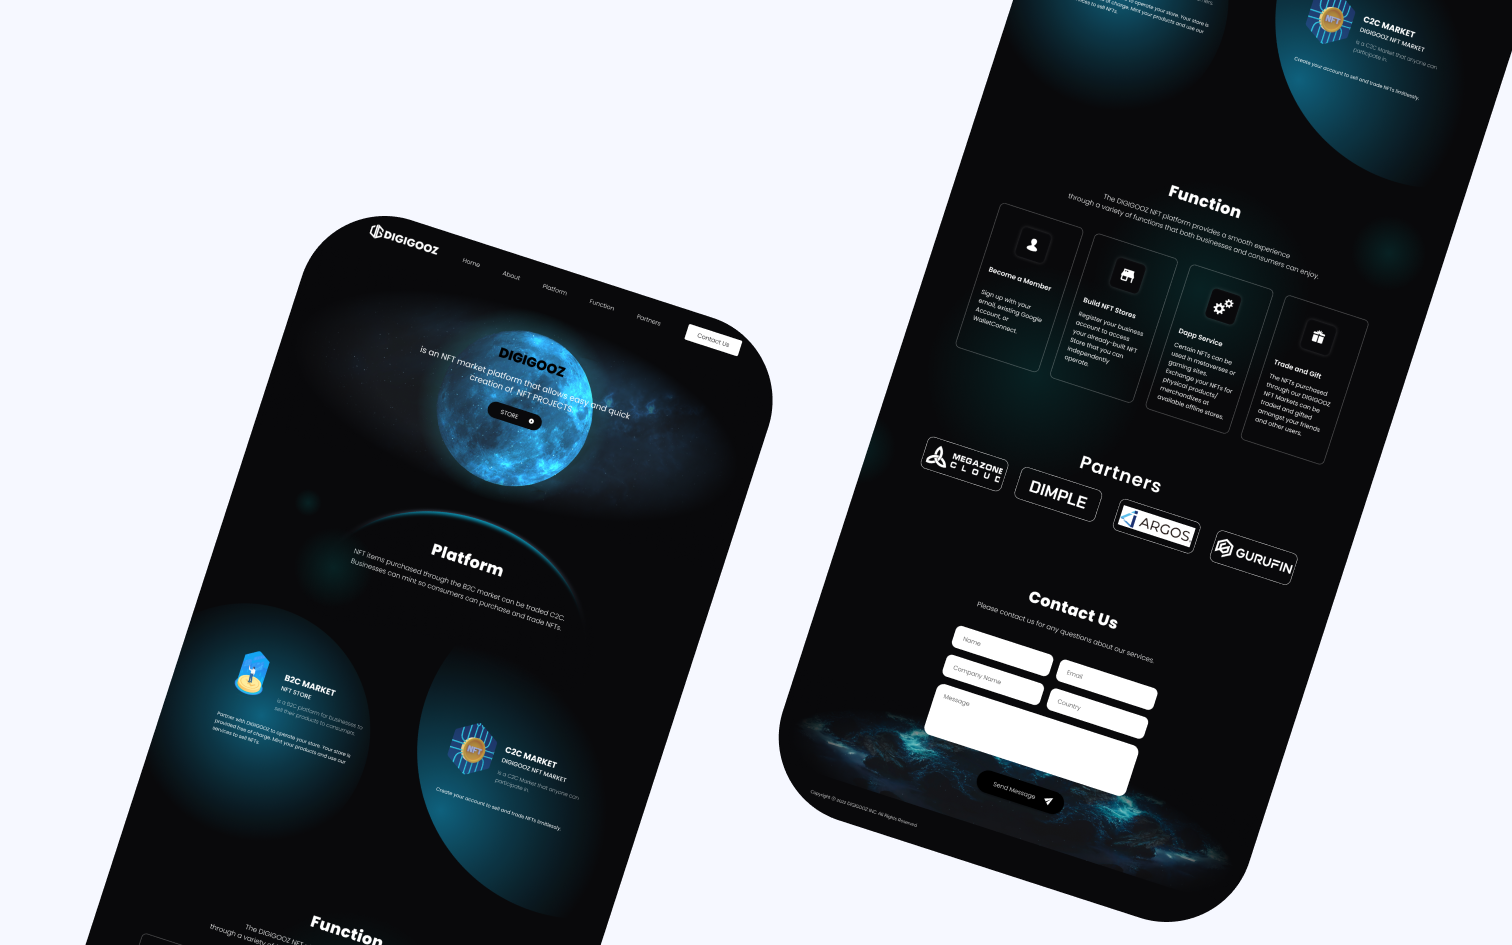 DIGIGOOZ
Home
About
Platform
Function
Partners
Contact Us
DIGIGOOZ
is an NFT market platform that allows easy and quick
creation of NFT PROJECTS
STORE
Platform
NFT items purchased through the B2C market can be traded C2C.
Businesses can mint so consumers can purchase and trade NFTs.
B2C MARKET
NFT STORE
is a B2C platform for businesses to
sell their products to consumers.
Partner with DIGIGOOZ to operate your store. Your store is
provided free of charge. Mint your products and use our
services to sell NFTs.
NFT
C2C MARKET
DIGIGOOZ NFT MARKET
is a C2C Market that anyone can
participate in.
Create your account to sell and trade NFTs limitlessly.
Function
The DIGIGOOZ NFT
through a variety of
to operate your store. Your store is
of charge. Mint your products and use our
to sell NFTs.
NFT
C2C MARKET
DIGIGOOZ NFT MARKET
is a C2C Market that anyone can
participate in.
Create your account to sell and trade NFTs limitlessly.
Function
The DIGIGOOZ NFT platform provides a smooth experience
through a variety of functions that both businesses and consumers can enjoy.
Become a Member
Sign up with your
email, existing Google
Account, or
WalletConnect.
Build NFT Stores
Register your business
account to access
your already-built NFT
Store that you can
independently
operate.
Dapp Service
Certain NFTs can be
used in metaverses or
gaming sites.
Exchange your NFTs for
physical products/
merchandizes at
available offline stores.
Trade and Gift
The NFTs purchased
through our DIGIGOOZ
NFT Markets can be
traded and gifted
amongst your friends
and other users.
Partners
MEGAZONE
CLOUD
DIMPLE
ARGOS
GURUFIN
Contact Us
Please contact us for any questions about our services.
Name
Email
Company Name
Country
Message
Send Message
Copyright © 2023 DIGIGOOZ INC. All Rights Reserved